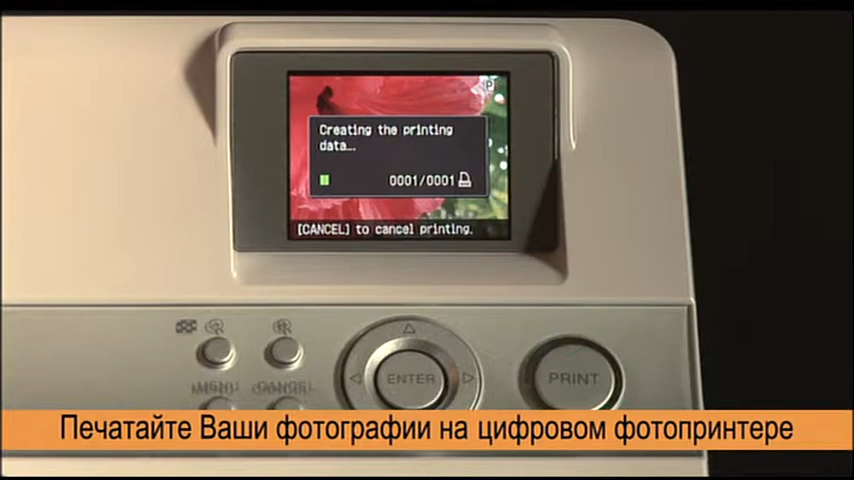 P
Creating the printing
data...
0001/0001
[CANCEL] to cancel printing.
MENU CANCEL
ENTER
PRINT
Печатайте Ваши фотографии на цифровом фотопринтере